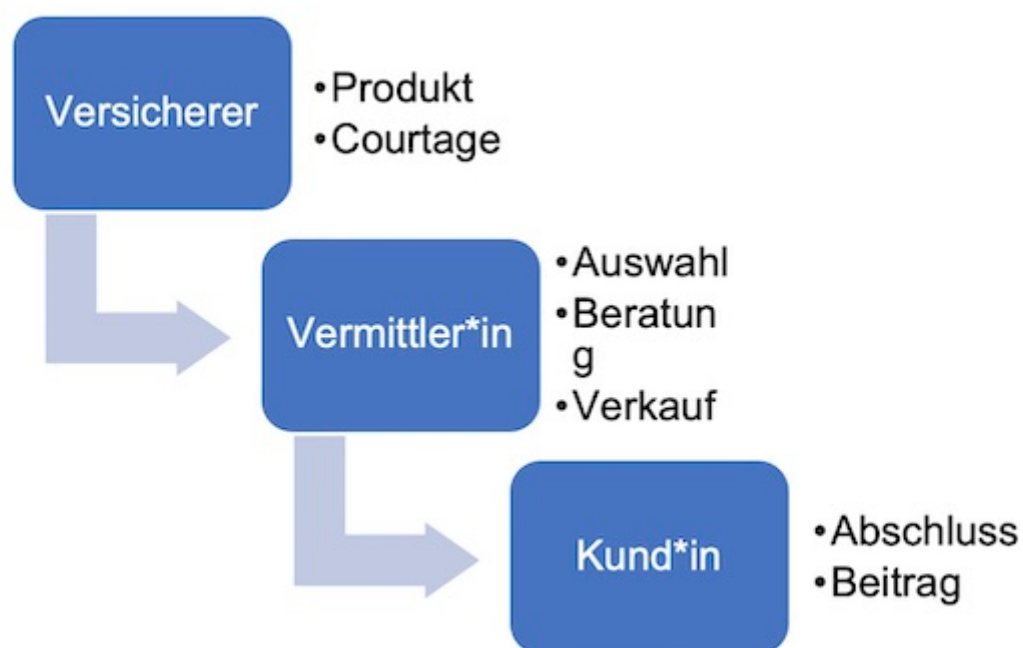 Versicherer
•Produkt
•Courtage
Vermittler*in
•Auswahl
•Beratun
g
•Verkauf
Kund*in
•Abschluss
•Beitrag